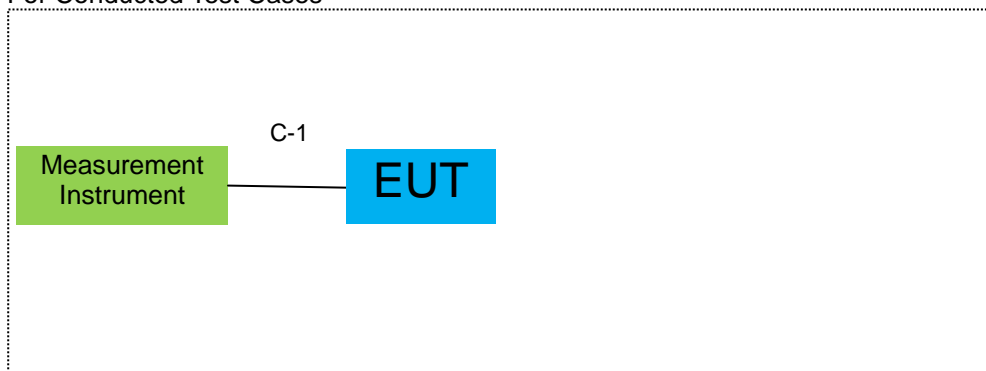 For Conducted Test Cases
C-1
Measurement
Instrument
EUT